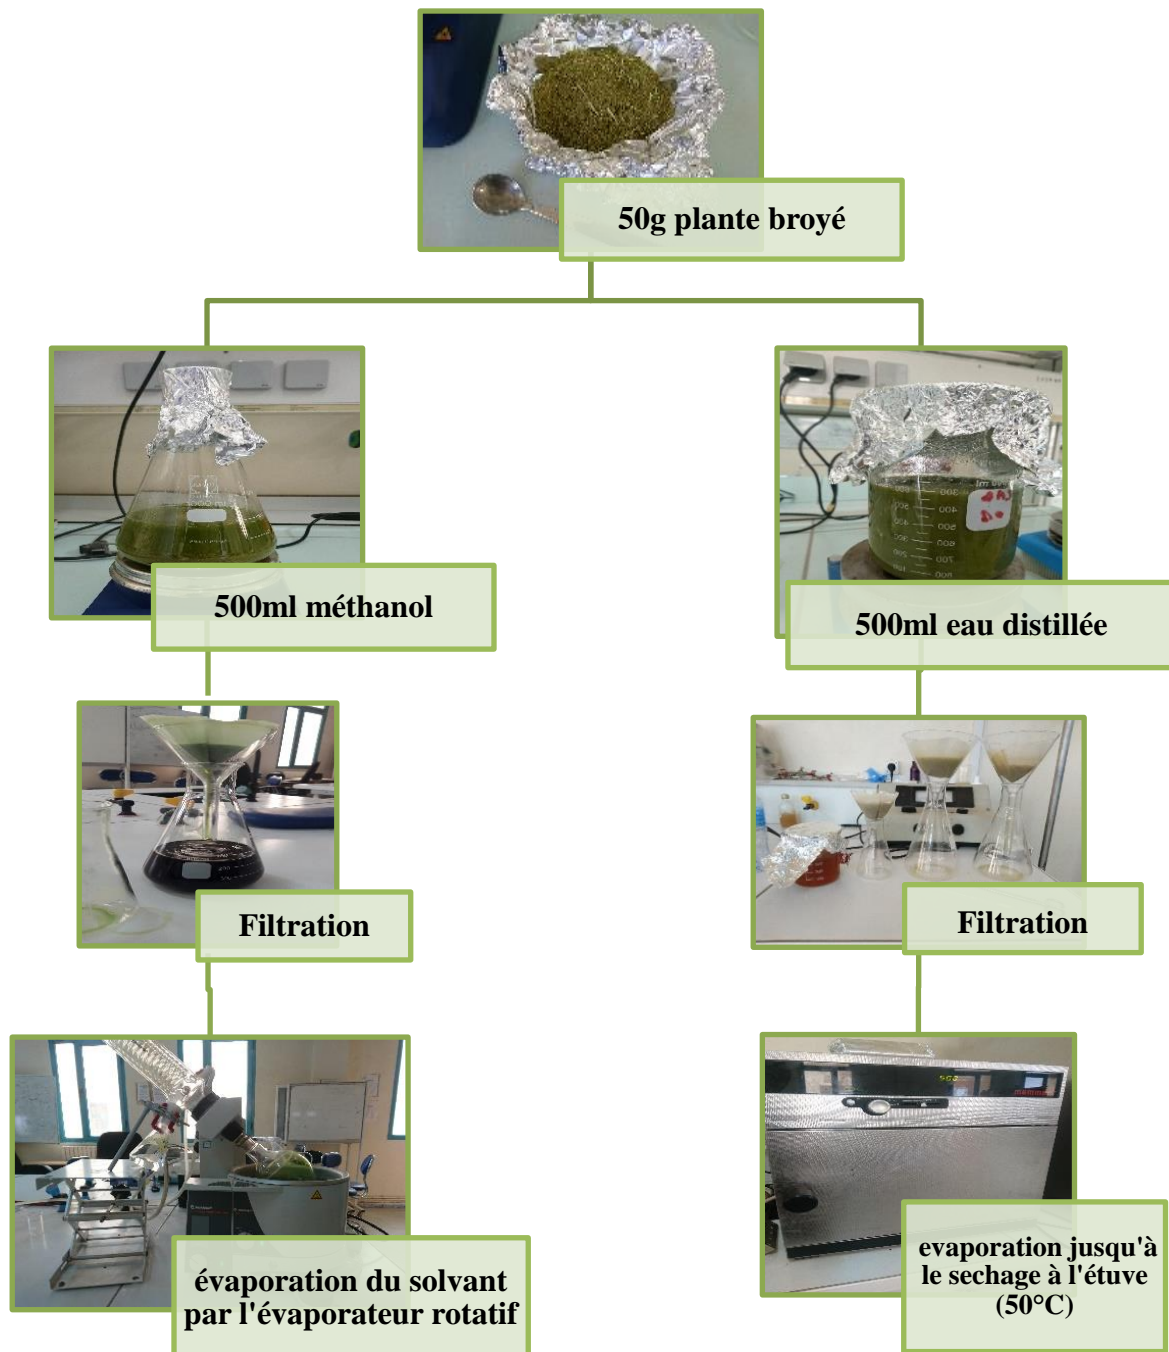 50g plante broyé
500ml méthanol
500ml eau distillée
Filtration
Filtration
évaporation du solvant
par l'évaporateur rotatif
evaporation jusqu'à
le sechage à l'étuve
(50°C)